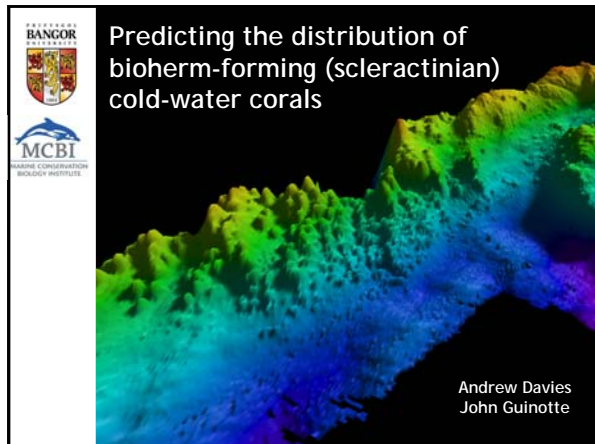 Predicting the distribution of
bioherm-forming (scleractinian)
cold-water corals
PRIFYSGOL
BANGOR
UNIVERSITY
MCBI
MARINE CONSERVATION
BIOLOGY INSTITUTE
Andrew Davies
John Guinotte